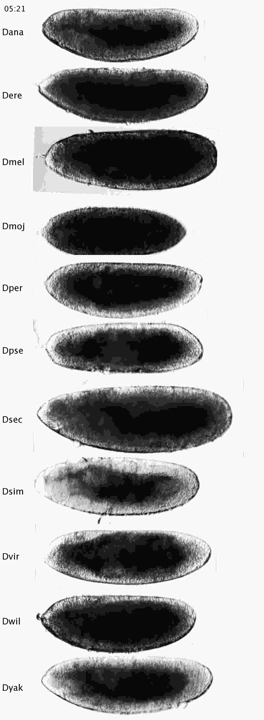 05:21
Dana
Dere
Dmel
Dmoj
Dper
Dpse
Dsec
Dsim
Dvir
Dwil
Dyak